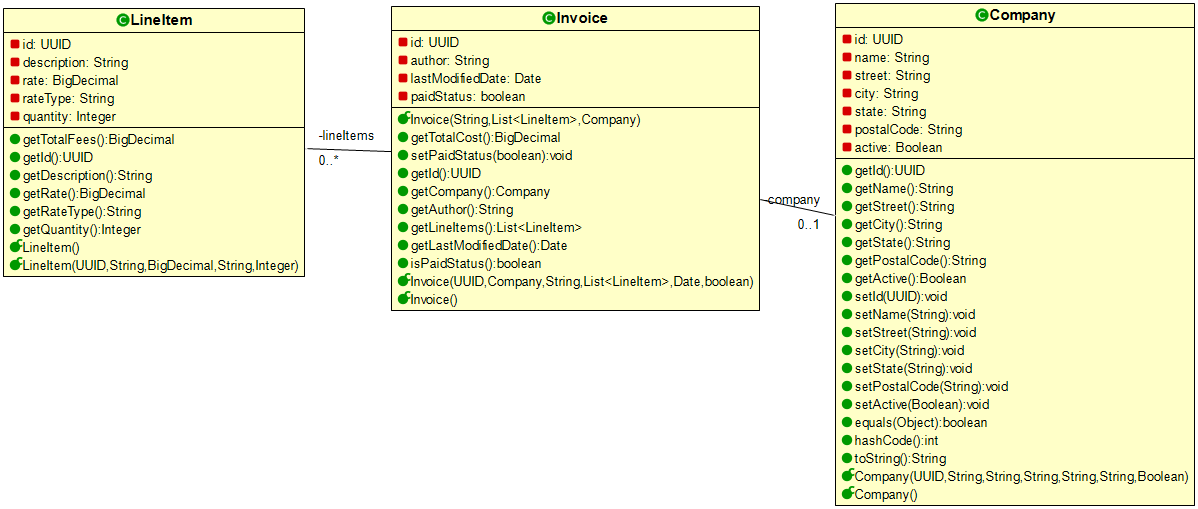 LineItem
id: UUID
description: String
rate: BigDecimal
rateType: String
quantity: Integer
getTotalFees():BigDecimal
getId():UUID
getDescription():String
getRate():BigDecimal
getRateType():String
getQuantity():Integer
LineItem()
LineItem(UUID,String,BigDecimal,String,Integer)
-lineItems
0..*
Invoice
id: UUID
author: String
lastModifiedDate: Date
paidStatus: boolean
Invoice(String,List<LineItem>,Company)
getTotalCost():BigDecimal
setPaidStatus(boolean):void
getId():UUID
getCompany():Company
getAuthor():String
getLineItems():List<LineItem>
getLastModifiedDate():Date
isPaidStatus():boolean
Invoice(UUID,Company,String,List<LineItem>,Date,boolean)
Invoice()
-company
0..1
Company
id: UUID
name: String
street: String
city: String
state: String
postalCode: String
active: Boolean
getId():UUID
getName():String
getStreet():String
getCity():String
getState():String
getPostalCode():String
getActive():Boolean
setId(UUID):void
setName(String):void
setStreet(String):void
setCity(String):void
setState(String):void
setPostalCode(String):void
setActive(Boolean):void
equals(Object):boolean
hashCode():int
toString():String
Company(UUID,String,String,String,String,String,Boolean)
Company()